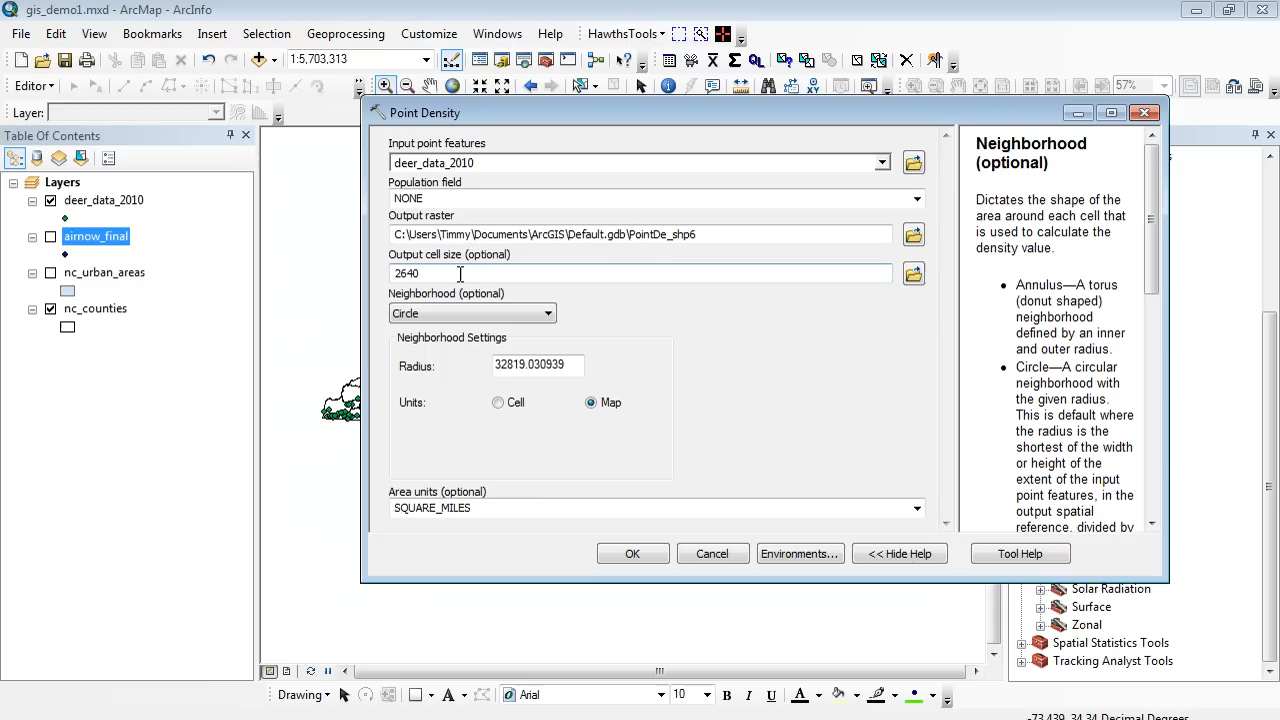 gis_demo1.mxd - ArcMap - ArcInfo
File Edit View Bookmarks Insert Selection Geoprocessing Customize Windows Help HawthsTools
1:5,703,313
Editor 57%
Layer:
Table Of Contents
Layers
deer_data_2010
airnow_final
nc_urban_areas
nc_counties
Point Density
Input point features
deer_data_2010
Population field
NONE
Output raster
C:\Users\Timmy\Documents\ArcGIS\Default.gdb\PointDe_shp6
Output cell size (optional)
2640
Neighborhood (optional)
Circle
Neighborhood Settings
Radius: 32819.030939
Units: Cell Map
Area units (optional)
SQUARE_MILES
OK Cancel Environments... << Hide Help Tool Help
Neighborhood
(optional)
Dictates the shape of the
area around each cell that
is used to calculate the
density value.
• Annulus—A torus
(donut shaped)
neighborhood
defined by an inner
and outer radius.
• Circle—A circular
neighborhood with
the given radius.
This is default where
the radius is the
shortest of the width
or height of the
extent of the input
point features, in the
output spatial
reference, divided by
Solar Radiation
Surface
Zonal
Spatial Statistics Tools
Tracking Analyst Tools
Drawing Arial 10 B I U A
-73.439 34.34 Decimal Degrees